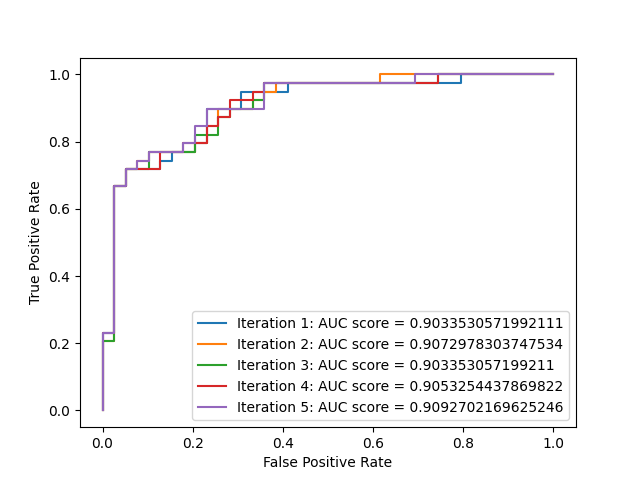 1.0
0.8
0.6
0.4
0.2
0.0
True Positive Rate
Iteration 1: AUC score = 0.9033530571992111
Iteration 2: AUC score = 0.9072978303747534
Iteration 3: AUC score = 0.903353057199211
Iteration 4: AUC score = 0.9053254437869822
Iteration 5: AUC score = 0.9092702169625246
0.0 0.2 0.4 0.6 0.8 1.0
False Positive Rate